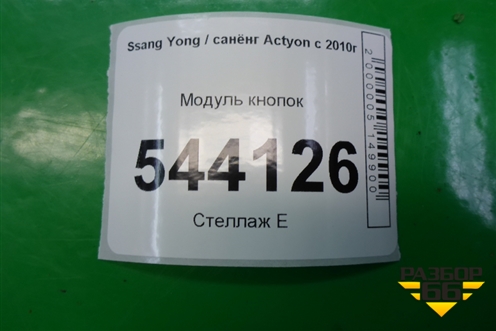 Ssang Yong / санёнг Actyon с 2010г
Модуль кнопок
544126
Стеллаж Е
2000005149900
РАЗБОР
66